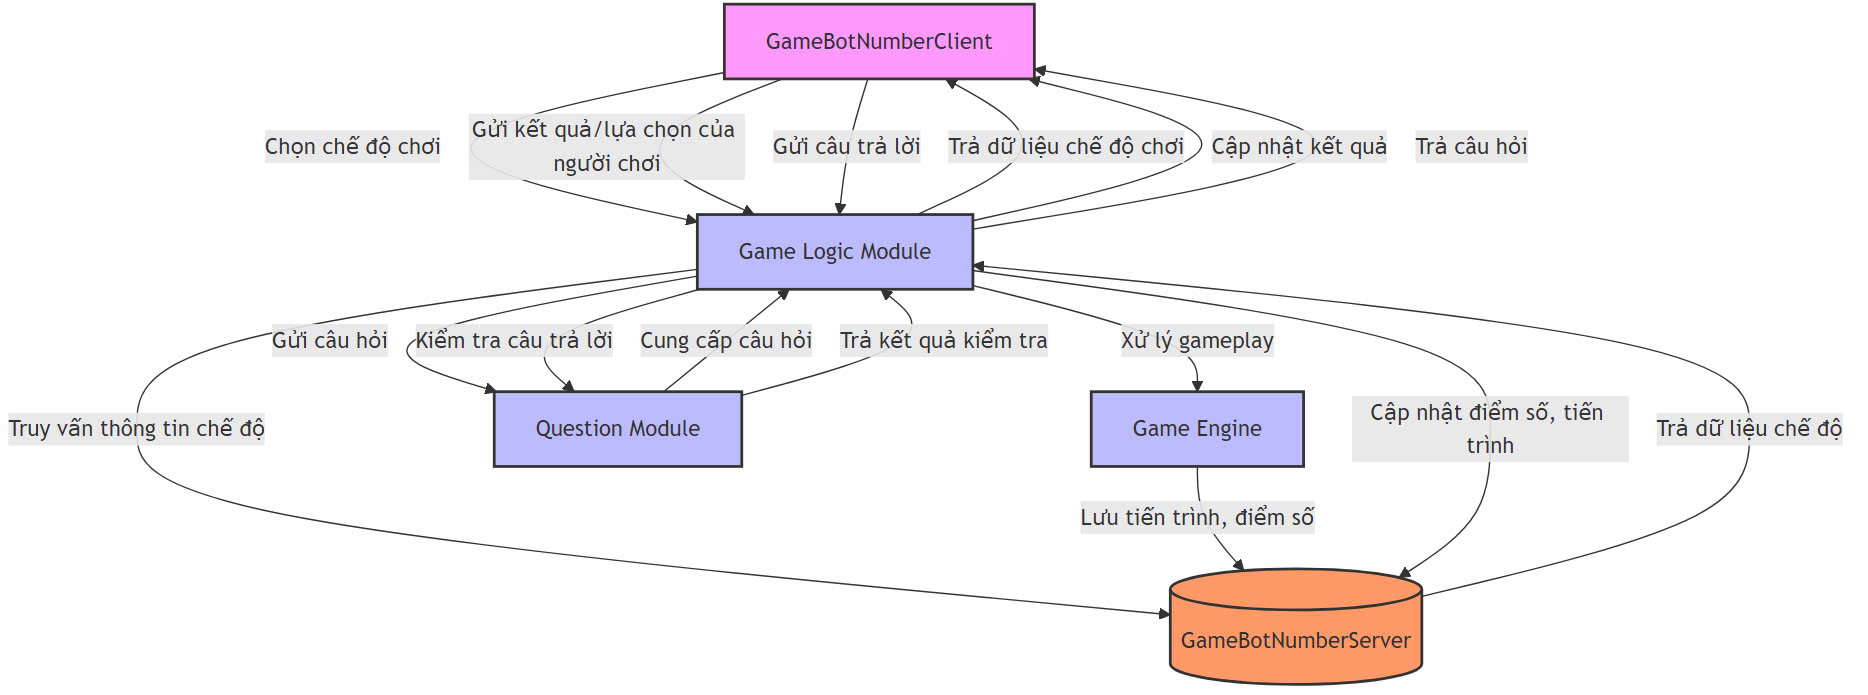 GameBotNumberClient
Chọn chế độ chơi
Gửi kết quả/lựa chọn của
người chơi
Gửi câu trả lời
Trả dữ liệu chế độ chơi
Cập nhật kết quả
Trả câu hỏi
Game Logic Module
Gửi câu hỏi
Kiểm tra câu trả lời
Cung cấp câu hỏi
Trả kết quả kiểm tra
Xử lý gameplay
Truy vấn thông tin chế độ
Question Module
Game Engine
Cập nhật điểm số, tiến
trình
Trả dữ liệu chế độ
Lưu tiến trình, điểm số
GameBotNumberServer